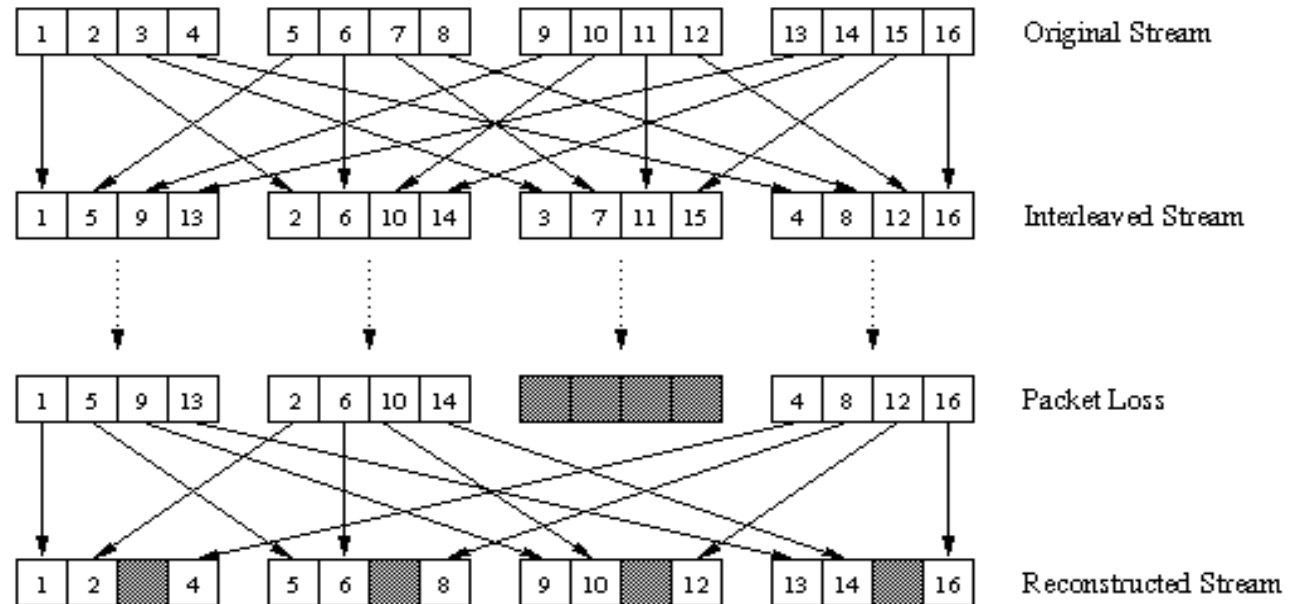 1 2 3 4 5 6 7 8 9 10 11 12 13 14 15 16 Original Stream
1 5 9 13 2 6 10 14 3 7 11 15 4 8 12 16 Interleaved Stream
1 5 9 13 2 6 10 14 4 8 12 16 Packet Loss
1 2 4 5 6 8 9 10 12 13 14 16 Reconstructed Stream